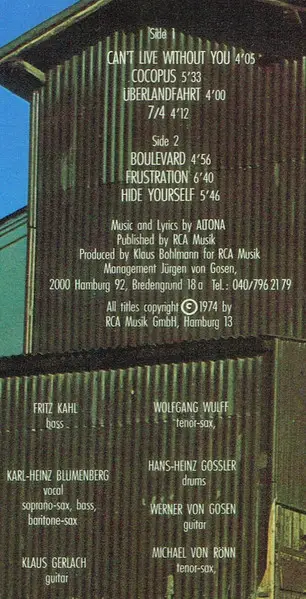 Side 1
CAN'T LIVE WITHOUT YOU 4'05
COCOPUS 5'33
ÜBERLANDFAHRT 4'00
7/4 4'12
Side 2
BOULEVARD 4'56
FRUSTRATION 6'40
HIDE YOURSELF 5'46
Music and Lyrics by ALTONA
Published by RCA Musik
Produced by Klaus Bohlmann for RCA Musik
Management Jürgen von Gosen,
2000 Hamburg 92, Bredengrund 18 a Tel.: 040/796 21 79
All titles copyright © 1974 by
RCA Musik GmbH, Hamburg 13
FRITZ KAHL
bass
WOLFGANG WULFF
tenor-sax,
KARL-HEINZ BLUMENBERG
vocal
soprano-sax, bass,
baritone-sax
HANS-HEINZ GOSSLER
drums
WERNER VON GOSEN
guitar
KLAUS GERLACH
guitar
MICHAEL VON RÖNN
tenor-sax,